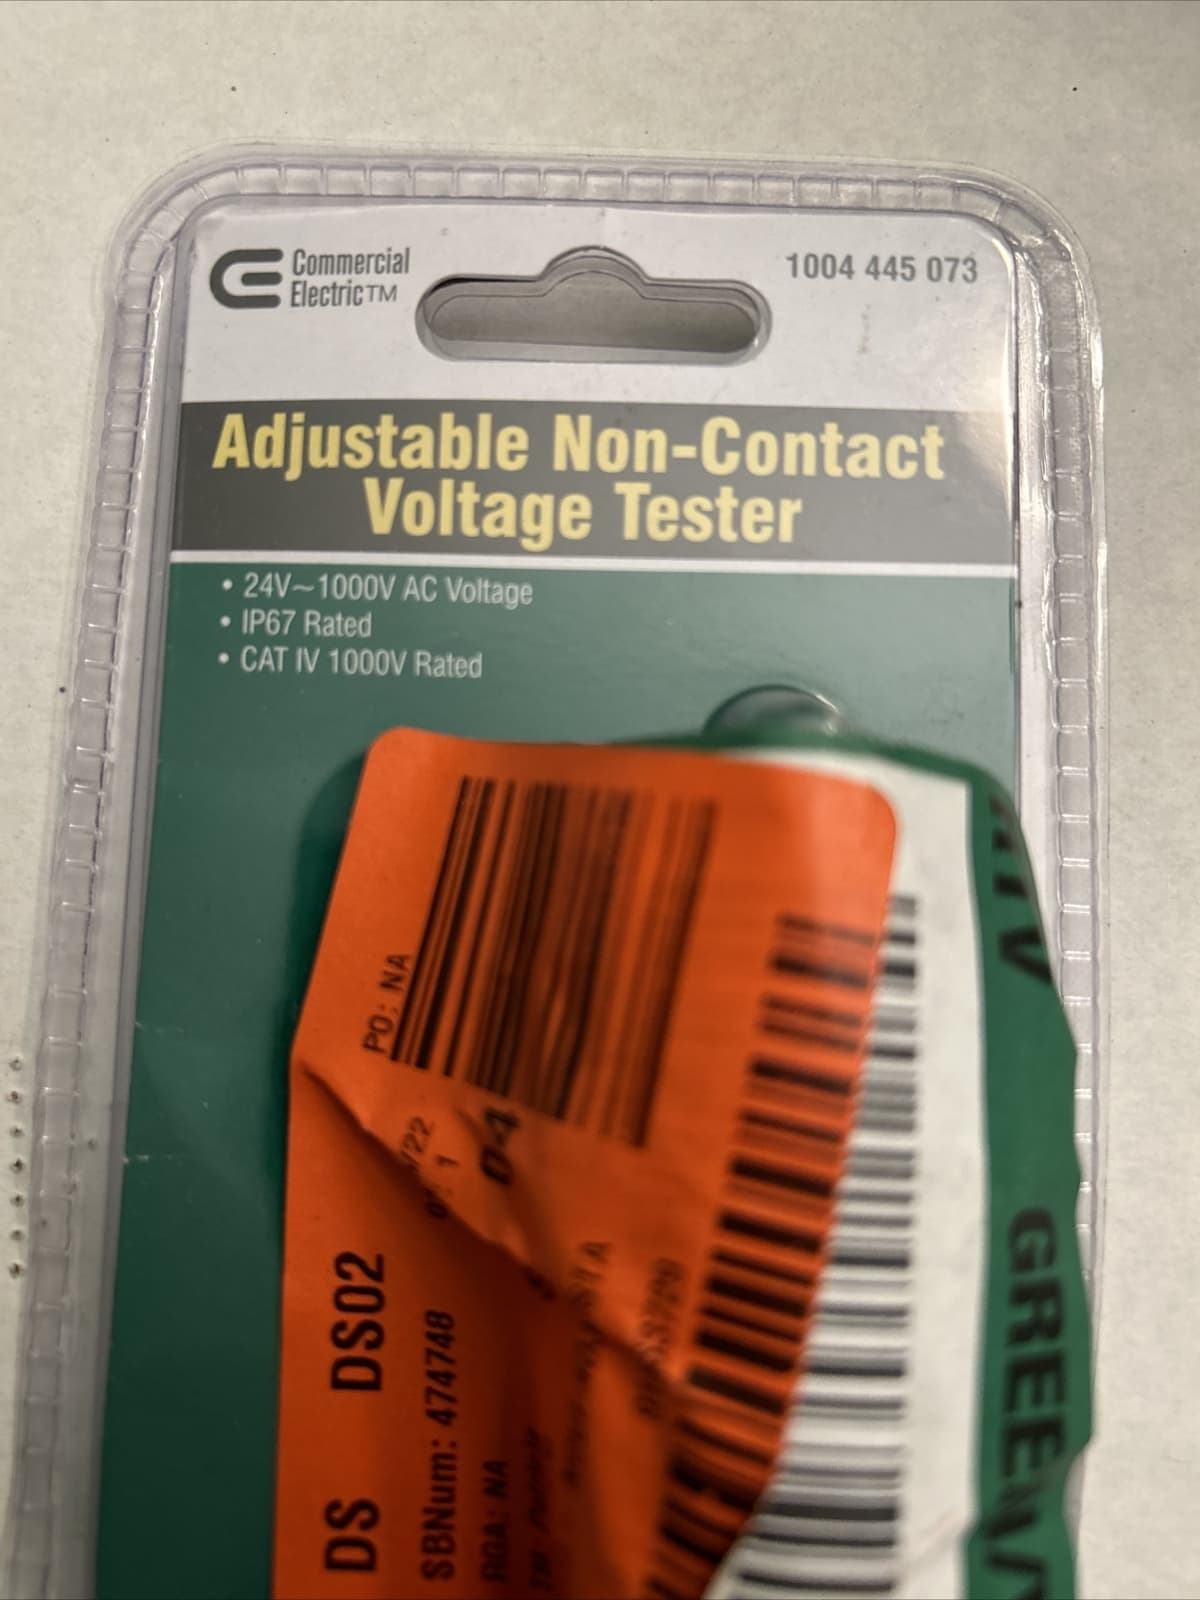 Commercial
Electric™
1004 445 073
Adjustable Non-Contact
Voltage Tester
• 24V~1000V AC Voltage
• IP67 Rated
• CAT IV 1000V Rated
PO: NA
04
DS DS02
SBNum: 474748
RGA: NA